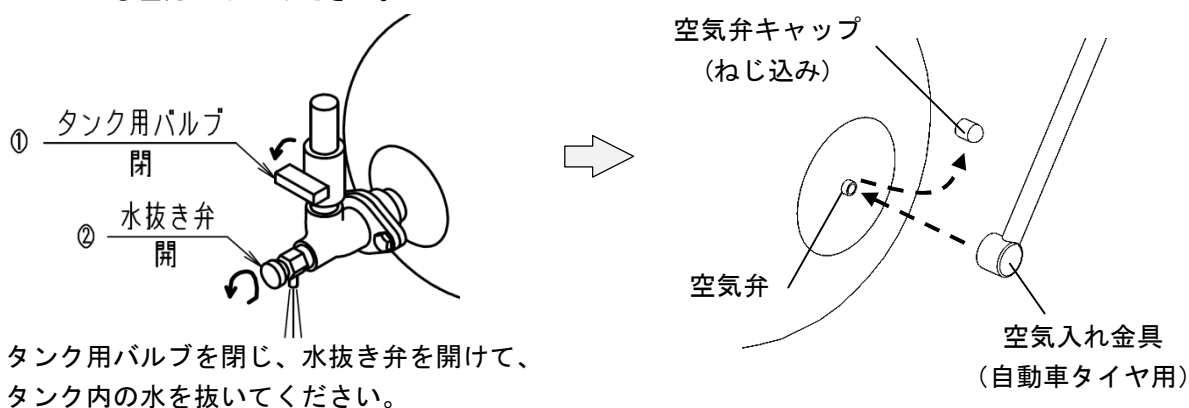 ① タンク用バルブ
閉
② 水抜き弁
開
タンク用バルブを閉じ、水抜き弁を開けて、
タンク内の水を抜いてください。
空気弁キャップ
（ねじ込み）
空気弁
空気入れ金具
（自動車タイヤ用）